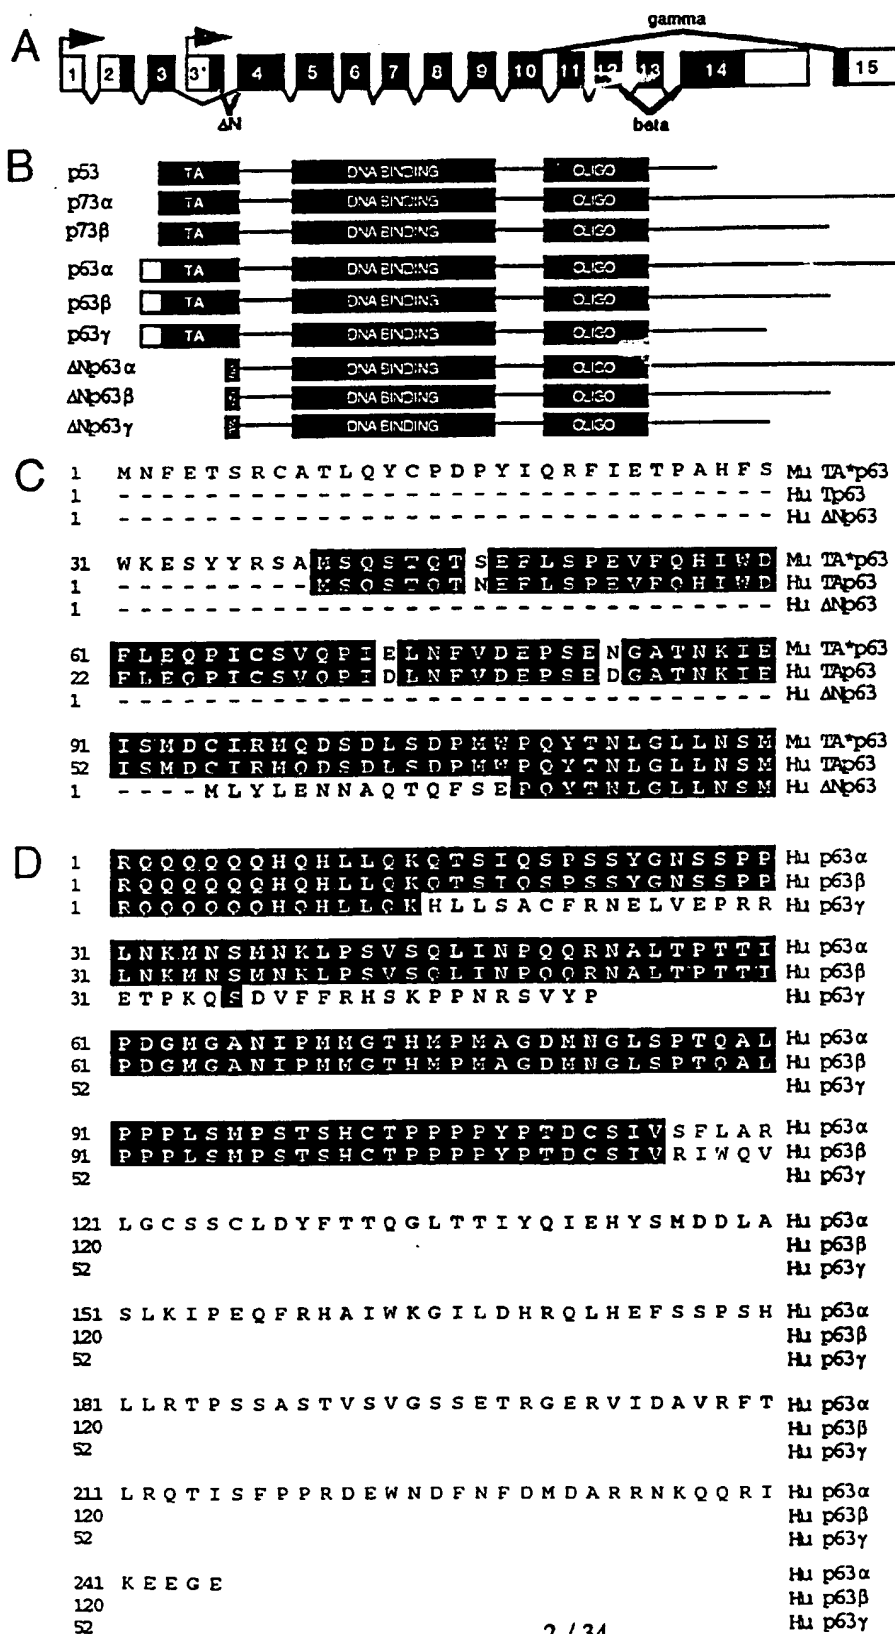 gamma
A
1 2 3 3' 4 5 6 7 8 9 10 11 12 13 14 15
ΔN
beta
B
p53 TA DNA BINDING OLIGO
p73α TA DNA BINDING OLIGO
p73β TA DNA BINDING OLIGO
p63α TA DNA BINDING OLIGO
p63β TA DNA BINDING OLIGO
p63γ TA DNA BINDING OLIGO
ΔNp63α DNA BINDING OLIGO
ΔNp63β DNA BINDING OLIGO
ΔNp63γ DNA BINDING OLIGO
C
1 M N F E T S R C A T L Q Y C P D P Y I Q R F I E T P A H F S Mu TA*p63
1 - - - - - - - - - - - - - - - - - - - - - - - - - - - - - - Hu Tp63
1 - - - - - - - - - - - - - - - - - - - - - - - - - - - - - - Hu ΔNp63
31 W K E S Y Y R S A M S Q S T Q T S E F L S P E V F Q H I W D Mu TA*p63
1 - - - - - - - - - M S Q S T Q T N E F L S P E V F Q H I W D Hu TAp63
1 - - - - - - - - - - - - - - - - - - - - - - - - - - - - - - Hu ΔNp63
61 F L E Q P I C S V Q P I E L N F V D E P S E N G A T N K I E Mu TA*p63
22 F L E Q P I C S V Q P I D L N F V D E P S E D G A T N K I E Hu TAp63
1 - - - - - - - - - - - - - - - - - - - - - - - - - - - - - - Hu ΔNp63
91 I S M D C I R M Q D S D L S D P M W P Q Y T N L G L L N S M Mu TA*p63
52 I S M D C I R M Q D S D L S D P M W P Q Y T N L G L L N S M Hu TAp63
1 - - - - M L Y L E N N A Q T Q F S E P Q Y T N L G L L N S M Hu ΔNp63
D
1 R Q Q Q Q Q Q H Q H L L Q K Q T S I Q S P S S Y G N S S P P Hu p63α
1 R Q Q Q Q Q Q H Q H L L Q K Q T S I Q S P S S Y G N S S P P Hu p63β
1 R Q Q Q Q Q Q H Q H L L Q K H L L S A C F R N E L V E P R R Hu p63γ
31 L N K M N S M N K L P S V S Q L I N P Q Q R N A L T P T T I Hu p63α
31 L N K M N S M N K L P S V S Q L I N P Q Q R N A L T P T T I Hu p63β
31 E T P K Q S D V F F R H S K P P N R S V Y P Hu p63γ
61 P D G M G A N I P M M G T H M P M A G D M N G L S P T Q A L Hu p63α
61 P D G M G A N I P M M G T H M P M A G D M N G L S P T Q A L Hu p63β
52 Hu p63γ
91 P P P L S M P S T S H C T P P P P Y P T D C S I V S F L A R Hu p63α
91 P P P L S M P S T S H C T P P P P Y P T D C S I V R I W Q V Hu p63β
52 Hu p63γ
121 L G C S S C L D Y F T T Q G L T T I Y Q I E H Y S M D D L A Hu p63α
120 Hu p63β
52 Hu p63γ
151 S L K I P E Q F R H A I W K G I L D H R Q L H E F S S P S H Hu p63α
120 Hu p63β
52 Hu p63γ
181 L L R T P S S A S T V S V G S S E T R G E R V I D A V R F T Hu p63α
120 Hu p63β
52 Hu p63γ
211 L R Q T I S F P P R D E W N D F N F D M D A R R N K Q Q R I Hu p63α
120 Hu p63β
52 Hu p63γ
241 K E E G E Hu p63α
120 Hu p63β
52 Hu p63γ
2 / 34